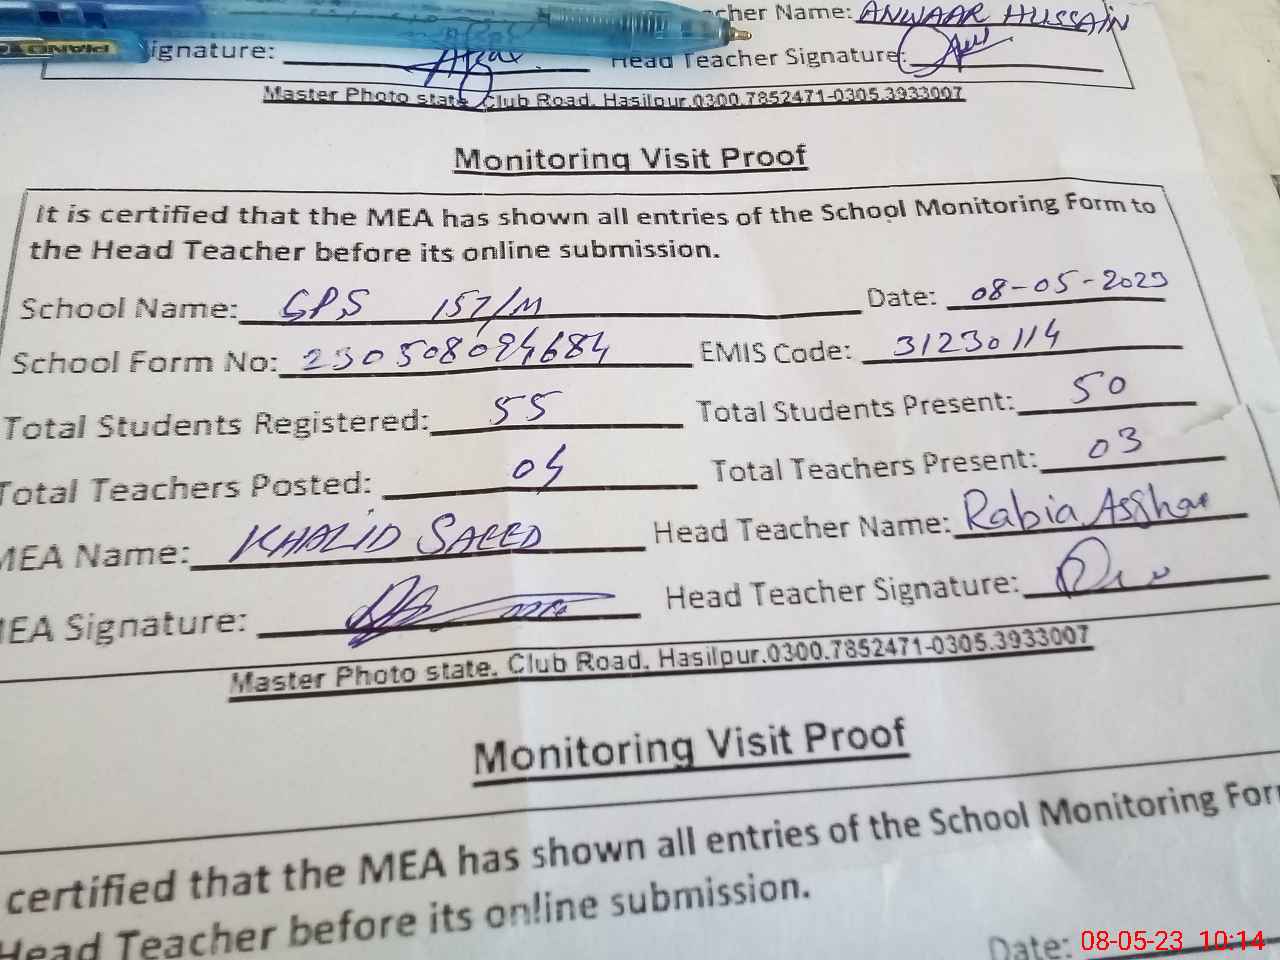 PIANO
cher Name: ANWAAR HUSSAIN
ignature: Head Teacher Signature:
Master Photo state, Club Road, Hasilpur.0300.7852471-0305.3933007
Monitoring Visit Proof
It is certified that the MEA has shown all entries of the School Monitoring Form to
the Head Teacher before its online submission.
School Name: GPS 157/M Date: 08-05-2023
School Form No: 230508094684 EMIS Code: 31230114
Total Students Registered: 55 Total Students Present: 50
Total Teachers Posted: 04 Total Teachers Present: 03
MEA Name: KHALID SAEED Head Teacher Name: Rabia
MEA Signature: Head Teacher Signature:
Master Photo state, Club Road, Hasilpur.0300.7852471-0305.3933007
Monitoring Visit Proof
certified that the MEA has shown all entries of the School Monitoring For
Head Teacher before its online submission.
Date:
08-05-23 10:14